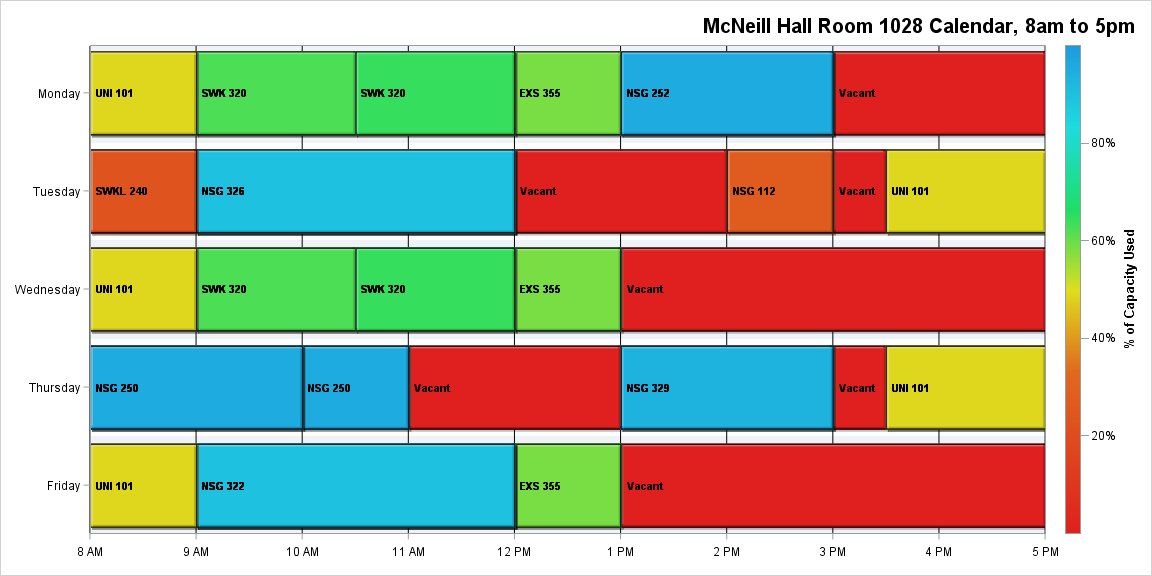 McNeill Hall Room 1028 Calendar, 8am to 5pm
Monday
UNI 101
SWK 320
SWK 320
EXS 355
NSG 252
Vacant
Tuesday
SWKL 240
NSG 326
Vacant
NSG 112
Vacant
UNI 101
Wednesday
UNI 101
SWK 320
SWK 320
EXS 355
Vacant
Thursday
NSG 250
NSG 250
Vacant
NSG 329
Vacant
UNI 101
Friday
UNI 101
NSG 322
EXS 355
Vacant
8 AM
9 AM
10 AM
11 AM
12 PM
1 PM
2 PM
3 PM
4 PM
5 PM
80%
60%
40%
20%
% of Capacity Used